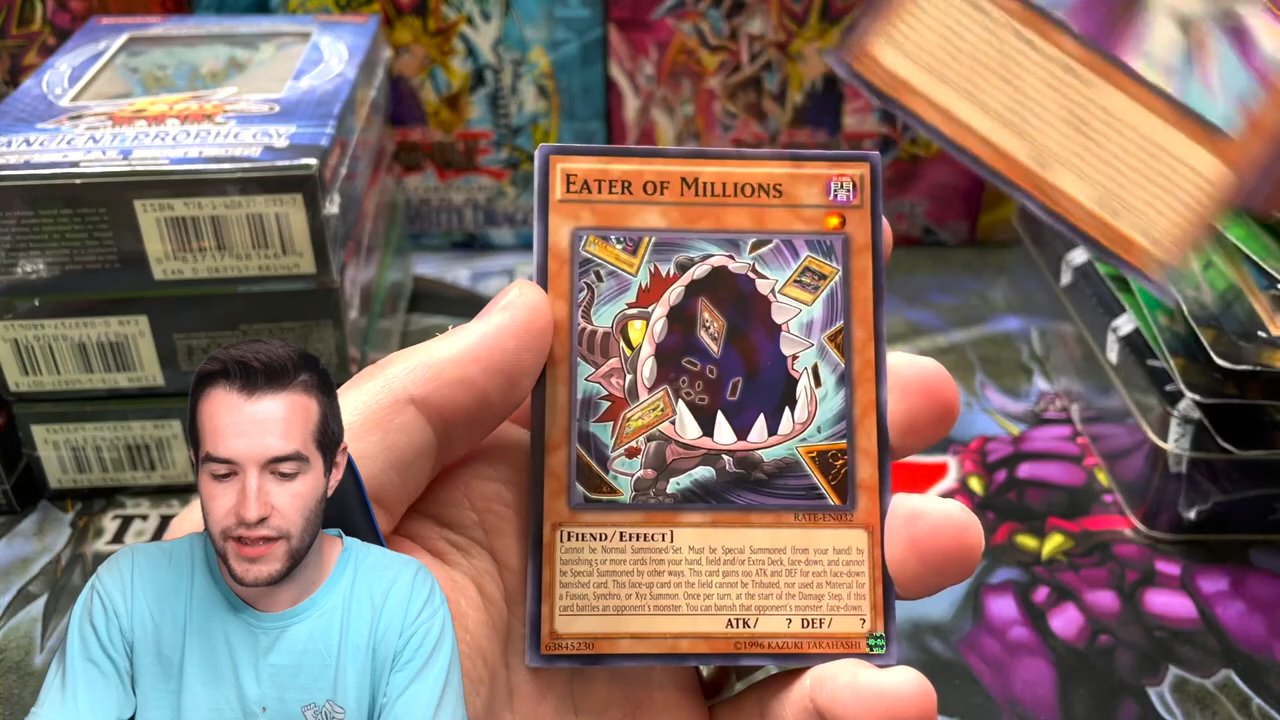 ANCIENT PROPHECY
SPECIAL EDITION
ISBN 978-1-60637-033-7
EATER OF MILLIONS
闇
RATE-EN032
[FIEND/EFFECT]
Cannot be Normal Summoned/Set. Must be Special Summoned (from your hand) by
banishing 5 or more cards from your hand, field and/or Extra Deck, face-down, and cannot
be Special Summoned by other ways. This card gains 100 ATK and DEF for each face-down
banished card. This face-up card on the field cannot be Tributed, nor used as Material for
a Fusion, Synchro, or Xyz Summon. Once per turn, at the start of the Damage Step, if this
card battles an opponent's monster: You can banish that opponent's monster, face-down.
ATK/ ? DEF/ ?
63845230
©1996 KAZUKI TAKAHASHI